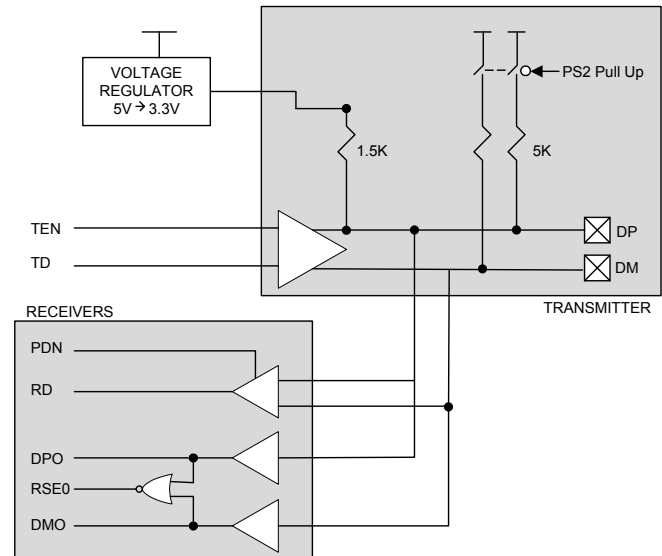 VOLTAGE
REGULATOR
5V → 3.3V
PS2 Pull Up
1.5K
5K
TEN
TD
DP
DM
TRANSMITTER
RECEIVERS
PDN
RD
DPO
RSE0
DMO